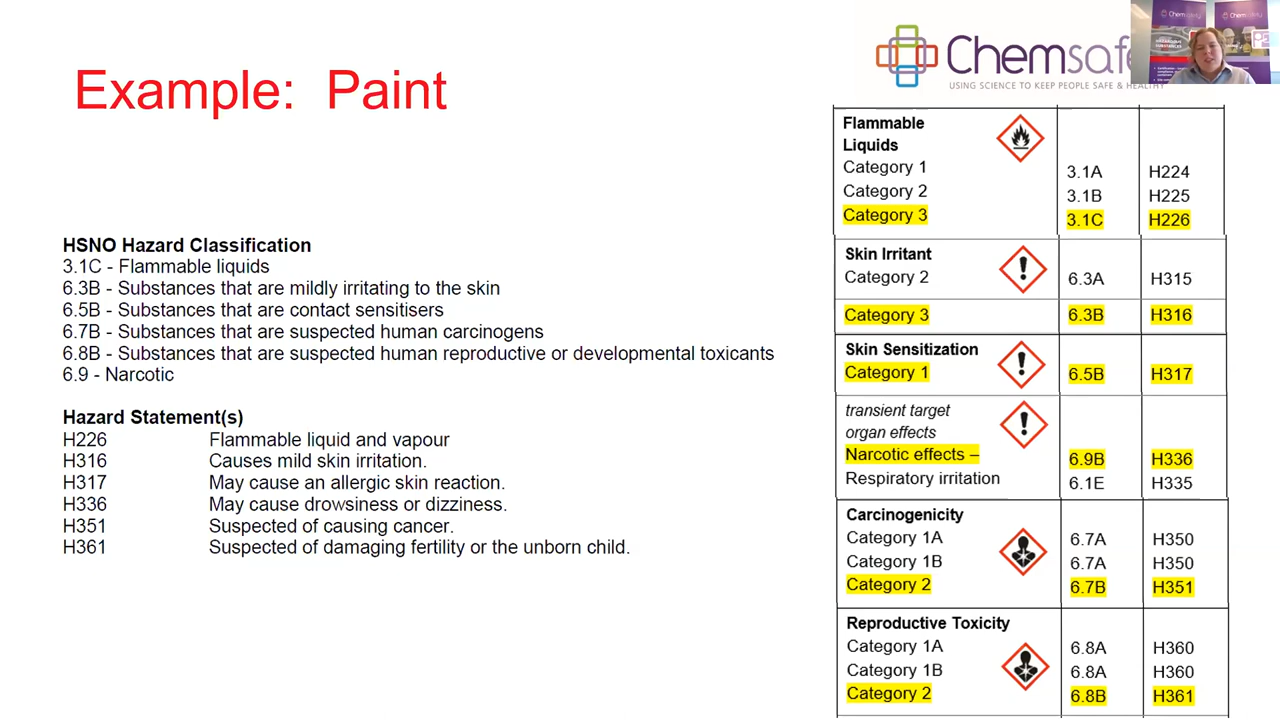 Example: Paint
HSNO Hazard Classification
3.1C - Flammable liquids
6.3B - Substances that are mildly irritating to the skin
6.5B - Substances that are contact sensitisers
6.7B - Substances that are suspected human carcinogens
6.8B - Substances that are suspected human reproductive or developmental toxicants
6.9 - Narcotic
Hazard Statement(s)
H226 Flammable liquid and vapour
H316 Causes mild skin irritation.
H317 May cause an allergic skin reaction.
H336 May cause drowsiness or dizziness.
H351 Suspected of causing cancer.
H361 Suspected of damaging fertility or the unborn child.
Chemsafe
USING SCIENCE TO KEEP PEOPLE SAFE & HEALTHY
Flammable
Liquids
Category 1 3.1A H224
Category 2 3.1B H225
Category 3 3.1C H226
Skin Irritant
Category 2 6.3A H315
Category 3 6.3B H316
Skin Sensitization
Category 1 6.5B H317
transient target
organ effects
Narcotic effects – 6.9B H336
Respiratory irritation 6.1E H335
Carcinogenicity
Category 1A 6.7A H350
Category 1B 6.7A H350
Category 2 6.7B H351
Reproductive Toxicity
Category 1A 6.8A H360
Category 1B 6.8A H360
Category 2 6.8B H361